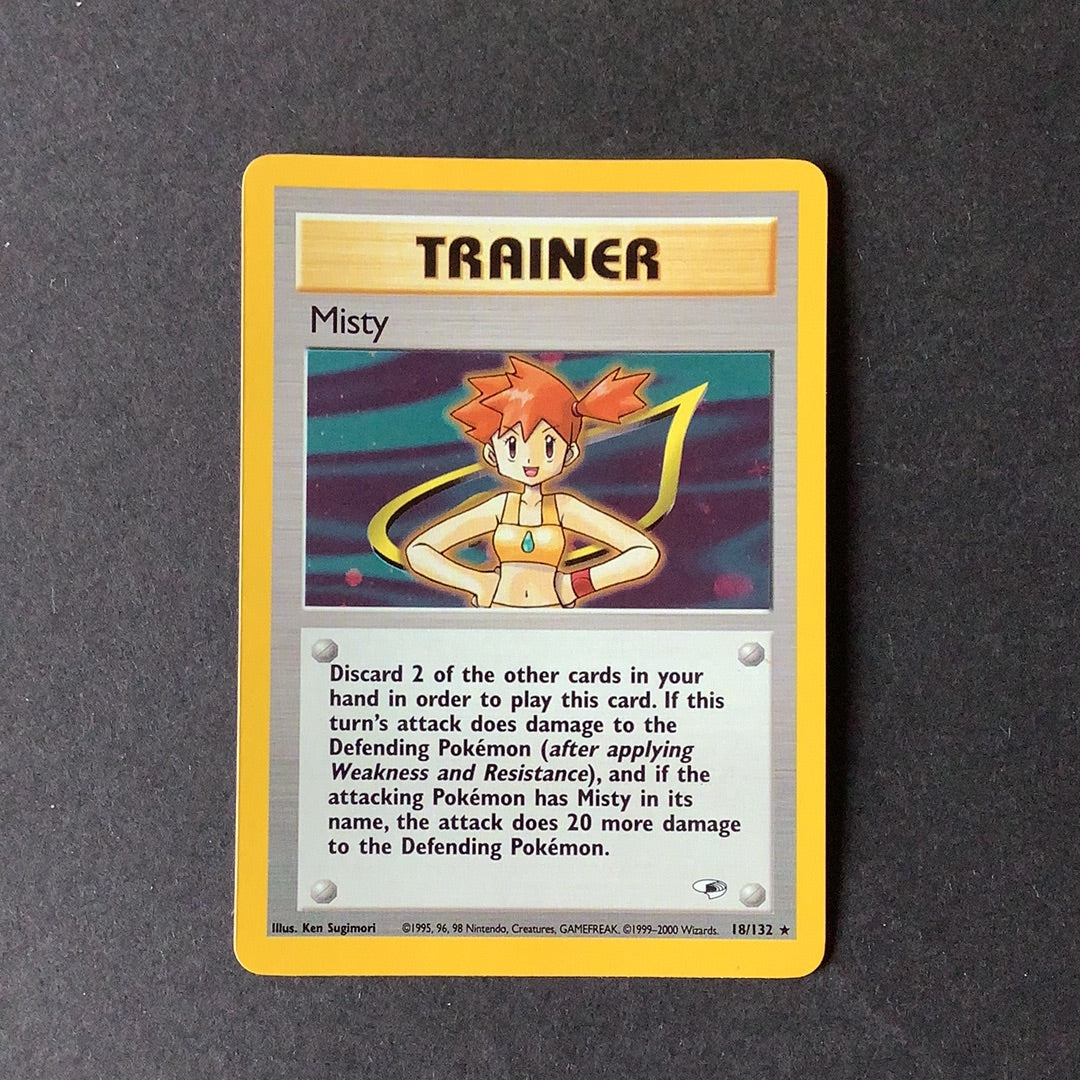 TRAINER
Misty
Discard 2 of the other cards in your
hand in order to play this card. If this
turn's attack does damage to the
Defending Pokémon (after applying
Weakness and Resistance), and if the
attacking Pokémon has Misty in its
name, the attack does 20 more damage
to the Defending Pokémon.
Illus. Ken Sugimori ©1995, 96, 98 Nintendo, Creatures, GAMEFREAK. ©1999–2000 Wizards. 18/132 ★